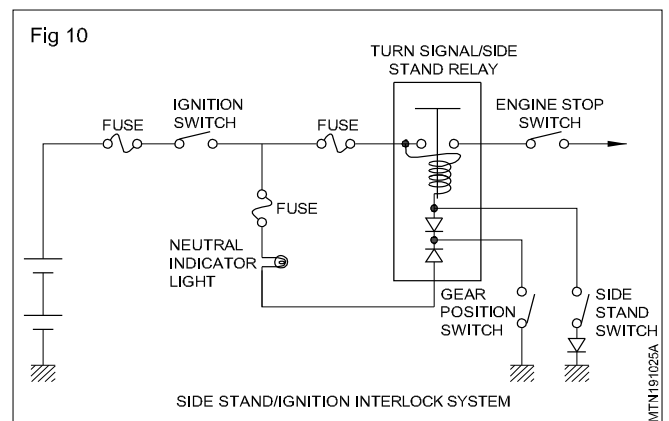 Fig 10
TURN SIGNAL/SIDE
STAND RELAY
IGNITION
SWITCH
ENGINE STOP
SWITCH
FUSE
FUSE
FUSE
NEUTRAL
INDICATOR
LIGHT
GEAR
POSITION
SWITCH
SIDE
STAND
SWITCH
SIDE STAND/IGNITION INTERLOCK SYSTEM
MTN191025A